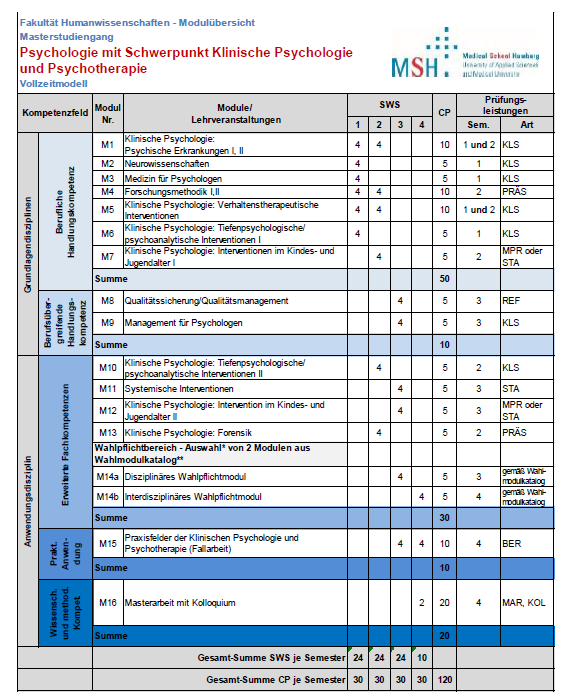 Fakultät Humanwissenschaften - Modulübersicht
Masterstudiengang
Psychologie mit Schwerpunkt Klinische Psychologie
und Psychotherapie
Vollzeitmodell
MSH Medical School Hamburg
University of Applied Sciences
and Medical University
Kompetenzfeld Modul Nr. Module/ Lehrveranstaltungen SWS CP Prüfungs-leistungen
1 2 3 4 Sem. Art
Grundlagendisziplinen
Berufliche Handlungskompetenz
M1 Klinische Psychologie:
Psychische Erkrankungen I, II 4 4 10 1 und 2 KLS
M2 Neurowissenschaften 4 5 1 KLS
M3 Medizin für Psychologen 4 5 1 KLS
M4 Forschungsmethodik I,II 4 4 10 2 PRÄS
M5 Klinische Psychologie: Verhaltenstherapeutische
Interventionen 4 4 10 1 und 2 KLS
M6 Klinische Psychologie: Tiefenpsychologische/
psychoanalytische Interventionen I 4 5 1 KLS
M7 Klinische Psychologie: Interventionen im Kindes- und
Jugendalter I 4 5 2 MPR oder STA
Summe 50
Berufsüber-
greifende
Handlungs-
kompetenz
M8 Qualitätssicherung/Qualitätsmanagement 4 5 3 REF
M9 Management für Psychologen 4 5 3 KLS
Summe 10
Anwendungsdisziplin
Erweiterte Fachkompetenzen
M10 Klinische Psychologie: Tiefenpsychologische/
psychoanalytische Interventionen II 4 5 2 KLS
M11 Systemische Interventionen 4 5 3 STA
M12 Klinische Psychologie: Intervention im Kindes- und
Jugendalter II 4 5 3 MPR oder STA
M13 Klinische Psychologie: Forensik 4 5 2 PRÄS
Wahlpflichtbereich - Auswahl* von 2 Modulen aus
Wahlmodulkatalog**
M14a Disziplinäres Wahlpflichtmodul 4 5 3 gemäß Wahl-modulkatalog
M14b Interdisziplinäres Wahlpflichtmodul 4 5 4 gemäß Wahl-modulkatalog
Summe 30
Prakt.
Anwen-
dung
M15 Praxisfelder der Klinischen Psychologie und
Psychotherapie (Fallarbeit) 4 4 10 4 BER
Summe 10
Wissensch.
und method.
Kompet.
M16 Masterarbeit mit Kolloquium 2 20 4 MAR, KOL
Summe 20
Gesamt-Summe SWS je Semester 24 24 24 10
Gesamt-Summe CP je Semester 30 30 30 30 120